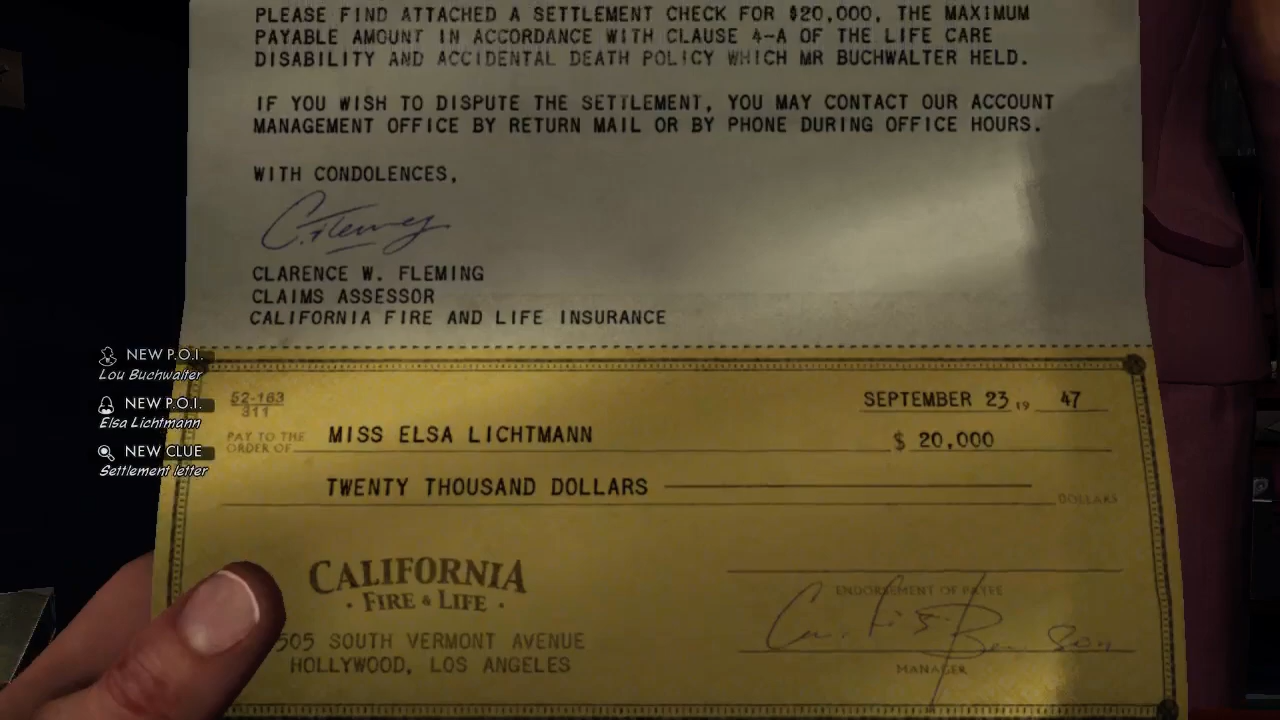 PLEASE FIND ATTACHED A SETTLEMENT CHECK FOR $20,000, THE MAXIMUM
PAYABLE AMOUNT IN ACCORDANCE WITH CLAUSE 4-A OF THE LIFE CARE
DISABILITY AND ACCIDENTAL DEATH POLICY WHICH MR BUCHWALTER HELD.
IF YOU WISH TO DISPUTE THE SETTLEMENT, YOU MAY CONTACT OUR ACCOUNT
MANAGEMENT OFFICE BY RETURN MAIL OR BY PHONE DURING OFFICE HOURS.
WITH CONDOLENCES,
C. Fleming
CLARENCE W. FLEMING
CLAIMS ASSESSOR
CALIFORNIA FIRE AND LIFE INSURANCE
NEW P.O.I.
Lou Buchwalter
NEW P.O.I.
Elsa Lichtmann
NEW CLUE
Settlement letter
52-163
311
SEPTEMBER 23, 19 47
PAY TO THE
ORDER OF MISS ELSA LICHTMANN $ 20,000
TWENTY THOUSAND DOLLARS
DOLLARS
CALIFORNIA
· FIRE & LIFE ·
505 SOUTH VERMONT AVENUE
HOLLYWOOD, LOS ANGELES
ENDORSEMENT OF PAYEE
Curtis Benson
MANAGER